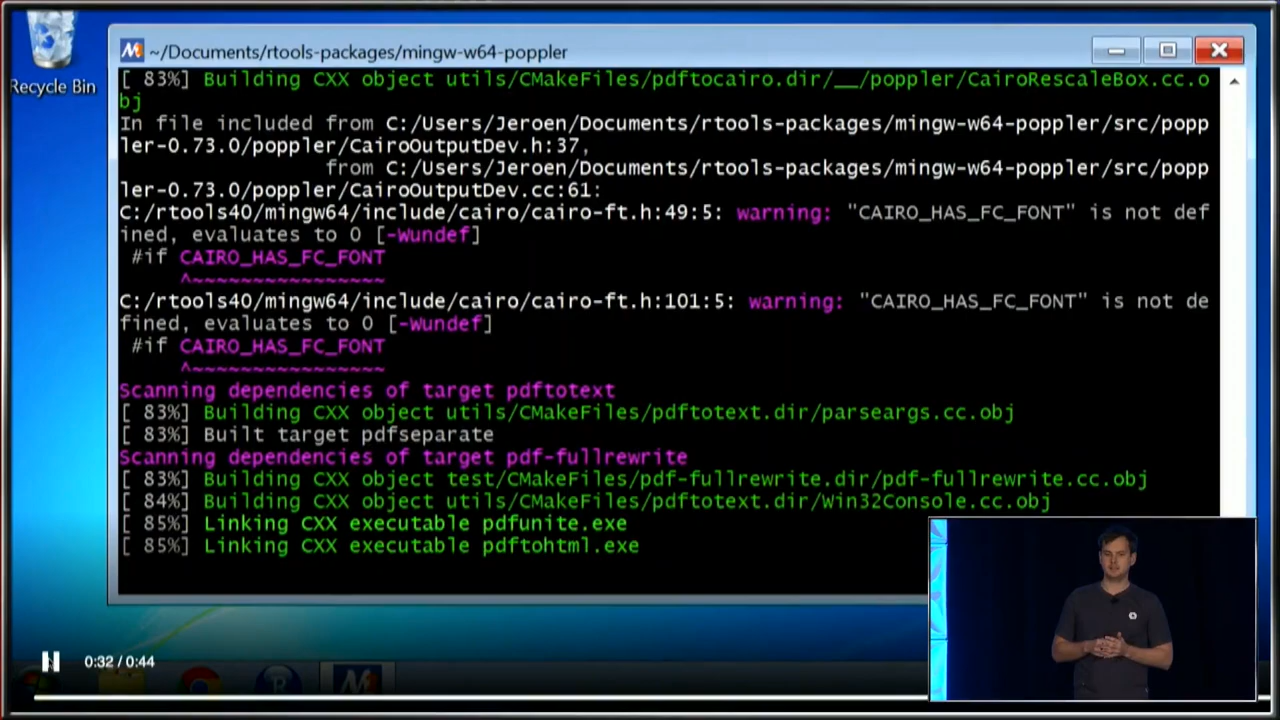 ~/Documents/rtools-packages/mingw-w64-poppler
Recycle Bin
[ 83%] Building CXX object utils/CMakeFiles/pdftocairo.dir/__/poppler/CairoRescaleBox.cc.o
bj
In file included from C:/Users/Jeroen/Documents/rtools-packages/mingw-w64-poppler/src/popp
ler-0.73.0/poppler/CairoOutputDev.h:37,
from C:/Users/Jeroen/Documents/rtools-packages/mingw-w64-poppler/src/popp
ler-0.73.0/poppler/CairoOutputDev.cc:61:
C:/rtools40/mingw64/include/cairo/cairo-ft.h:49:5: warning: "CAIRO_HAS_FC_FONT" is not def
ined, evaluates to 0 [-Wundef]
#if CAIRO_HAS_FC_FONT
^~~~~~~~~~~~~~~~~
C:/rtools40/mingw64/include/cairo/cairo-ft.h:101:5: warning: "CAIRO_HAS_FC_FONT" is not de
fined, evaluates to 0 [-Wundef]
#if CAIRO_HAS_FC_FONT
^~~~~~~~~~~~~~~~~
Scanning dependencies of target pdftotext
[ 83%] Building CXX object utils/CMakeFiles/pdftotext.dir/parseargs.cc.obj
[ 83%] Built target pdfseparate
Scanning dependencies of target pdf-fullrewrite
[ 83%] Building CXX object test/CMakeFiles/pdf-fullrewrite.dir/pdf-fullrewrite.cc.obj
[ 84%] Building CXX object utils/CMakeFiles/pdftotext.dir/Win32Console.cc.obj
[ 85%] Linking CXX executable pdfunite.exe
[ 85%] Linking CXX executable pdftohtml.exe
0:32 / 0:44